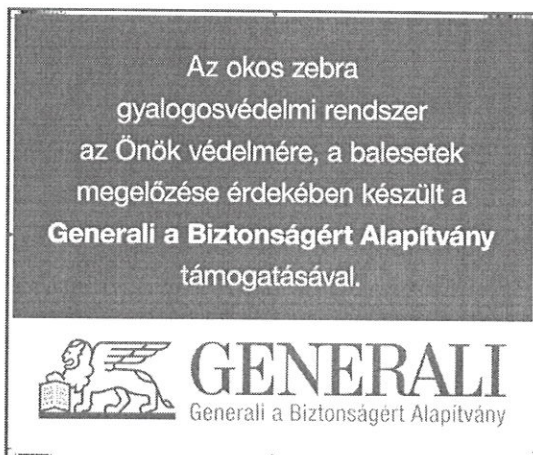 Az okos zebra
gyalogosvédelmi rendszer
az Önök védelmére, a balesetek
megelőzése érdekében készült a
Generali a Biztonságért Alapítvány
támogatásával.
GENERALI
Generali a Biztonságért Alapítvány